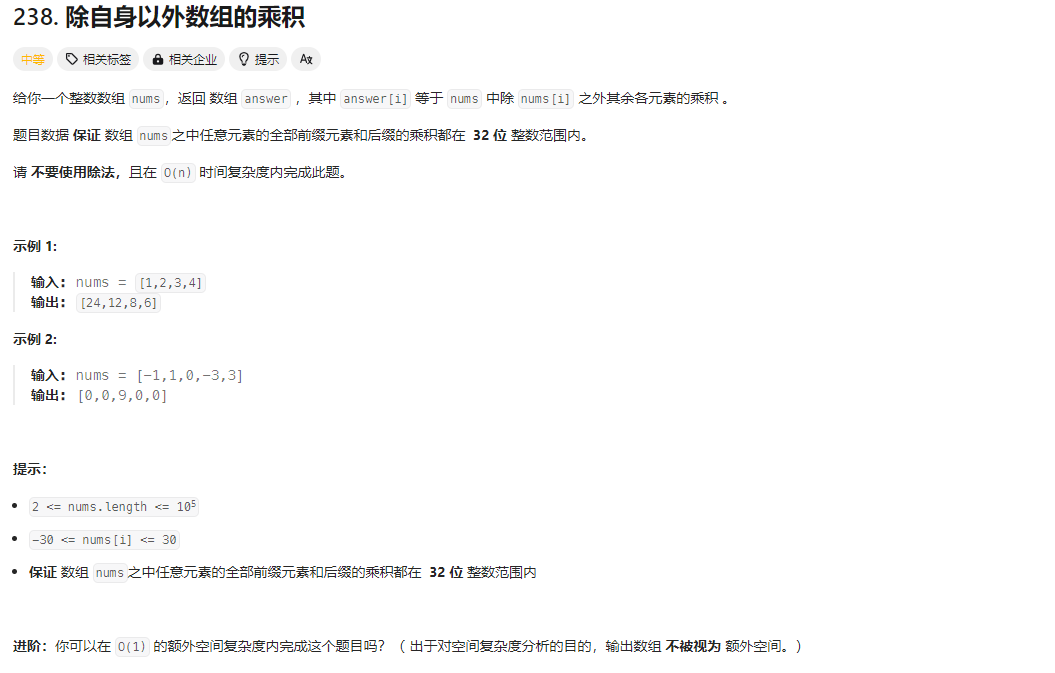 238. 除自身以外数组的乘积
中等 相关标签 相关企业 提示 Aあ
给你一个整数数组 nums，返回 数组 answer ，其中 answer[i] 等于 nums 中除 nums[i] 之外其余各元素的乘积 。
题目数据 保证 数组 nums之中任意元素的全部前缀元素和后缀的乘积都在 32 位 整数范围内。
请 不要使用除法，且在 O(n) 时间复杂度内完成此题。
示例 1:
输入: nums = [1,2,3,4]
输出: [24,12,8,6]
示例 2:
输入: nums = [-1,1,0,-3,3]
输出: [0,0,9,0,0]
提示：
2 <= nums.length <= 10⁵
-30 <= nums[i] <= 30
保证 数组 nums之中任意元素的全部前缀元素和后缀的乘积都在 32 位 整数范围内
进阶：你可以在 O(1) 的额外空间复杂度内完成这个题目吗？（ 出于对空间复杂度分析的目的，输出数组 不被视为 额外空间。）